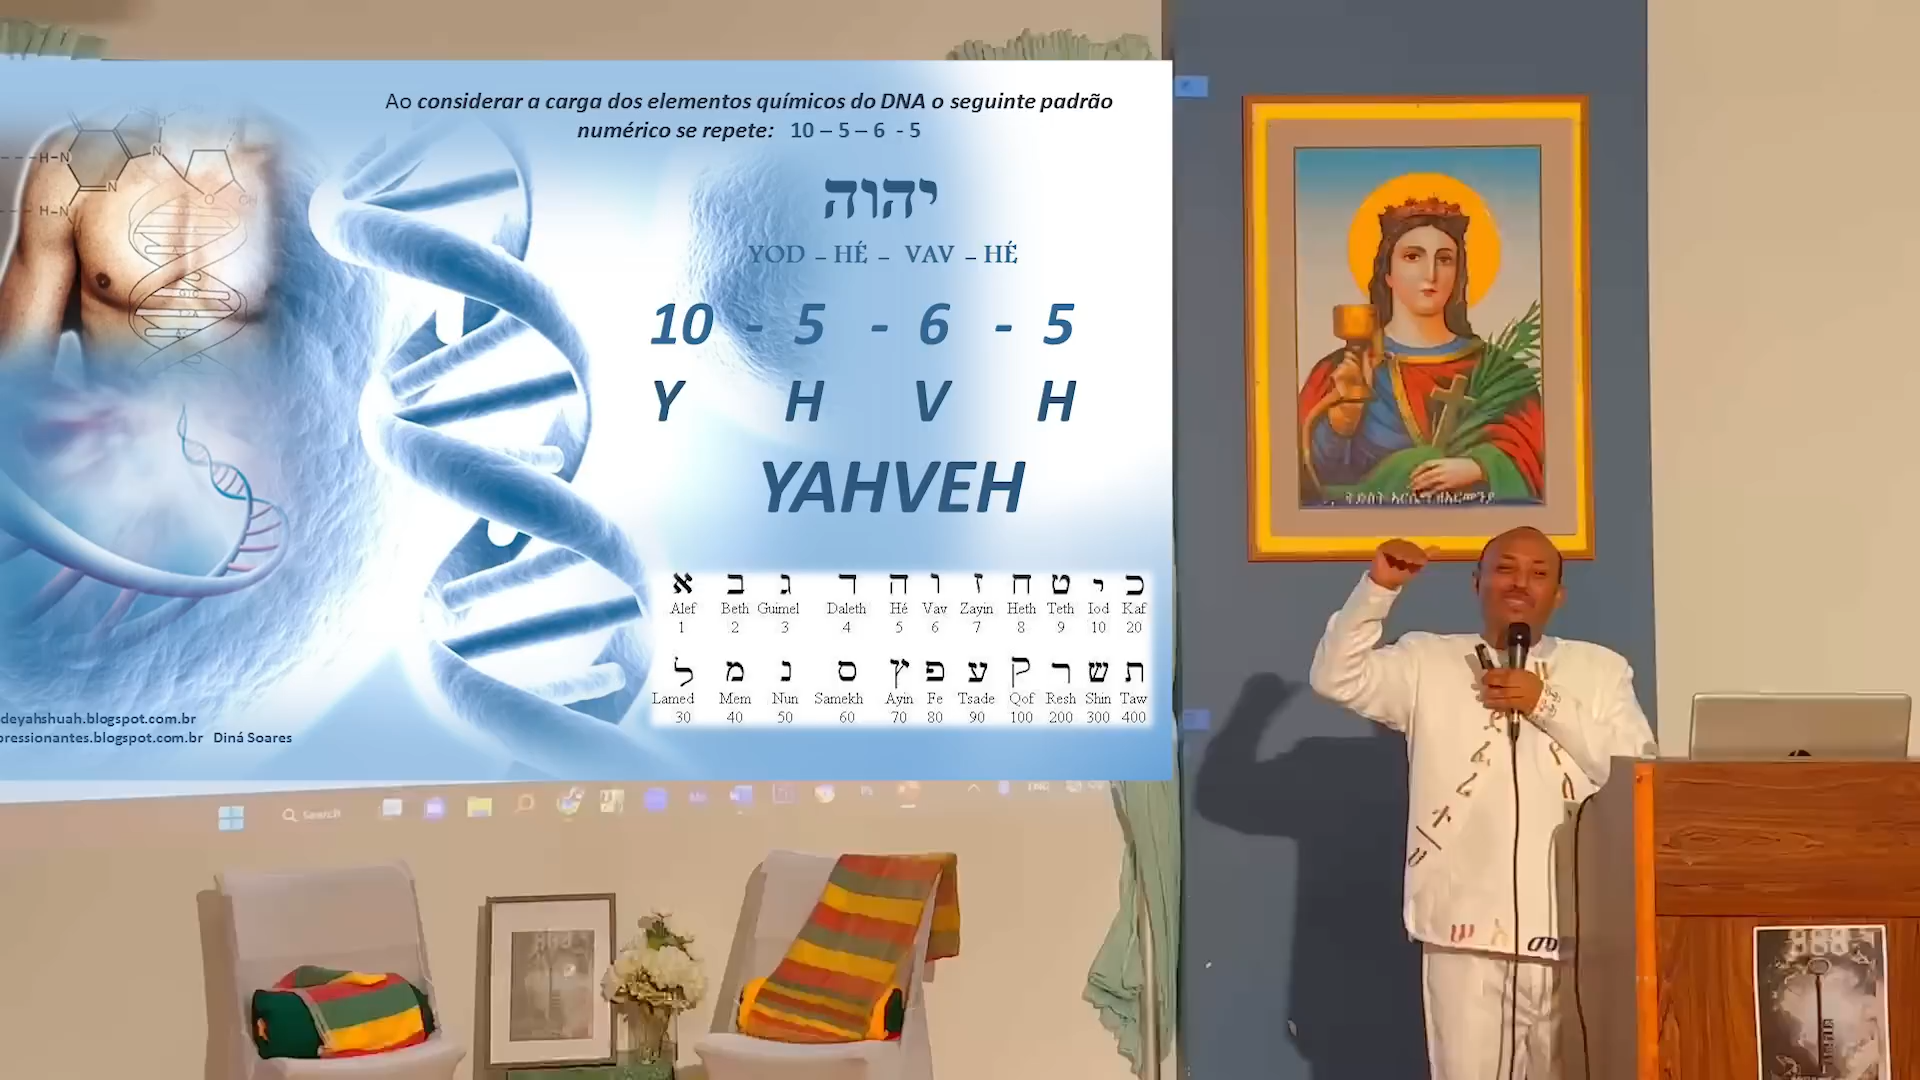 Ao considerar a carga dos elementos químicos do DNA o seguinte padrão
numérico se repete: 10 – 5 – 6 - 5
יהוה
YOD – HÉ – VAV – HÉ
10 - 5 - 6 - 5
Y H V H
YAHVEH
א ב ג ד ה ו ז ח ט י כ
Alef Beth Guimel Daleth Hé Vav Zayin Heth Teth Iod Kaf
1 2 3 4 5 6 7 8 9 10 20
ל מ נ ס ץ פ ע ק ר ש ת
Lamed Mem Nun Samekh Ayin Fe Tsade Qof Resh Shin Taw
30 40 50 60 70 80 90 100 200 300 400
deyahshuah.blogspot.com.br
pressionantes.blogspot.com.br Diná Soares
H-N
N
N
H-N
O
OH
Search
ENG
888